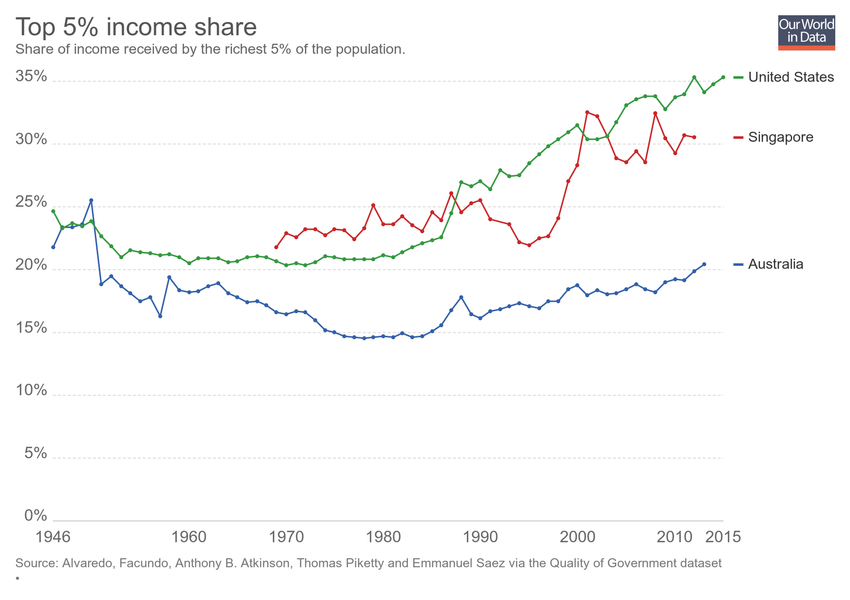 Top 5% income share
Share of income received by the richest 5% of the population.
Our World
in Data
35%
30%
25%
20%
15%
10%
5%
0%
United States
Singapore
Australia
1946 1960 1970 1980 1990 2000 2010 2015
Source: Alvaredo, Facundo, Anthony B. Atkinson, Thomas Piketty and Emmanuel Saez via the Quality of Government dataset
•